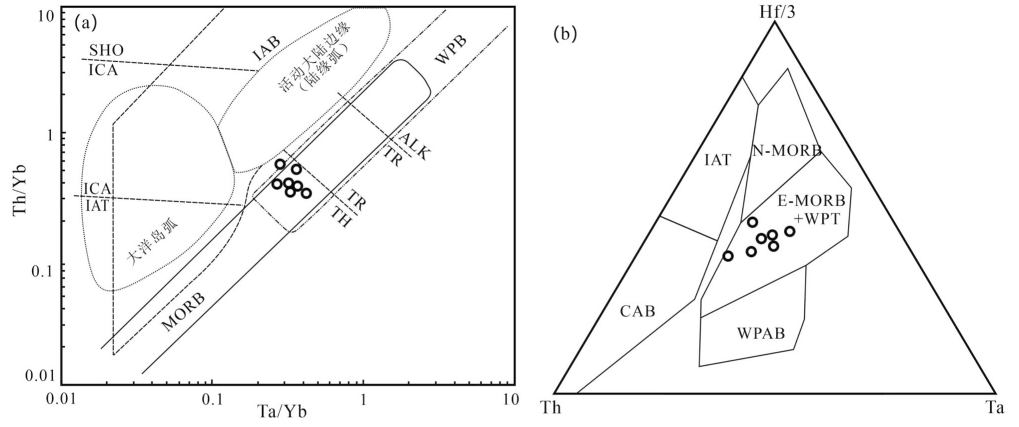 (a)
10
1
0.1
0.01
Th/Yb
SHO
ICA
IAB
活动大陆边缘
(陆缘弧)
WPB
ALK
TR
TR
TH
ICA
IAT
大洋岛弧
MORB
0.01
0.1
1
10
Ta/Yb
(b)
Hf/3
IAT
N-MORB
E-MORB
+WPT
CAB
WPAB
Th
Ta